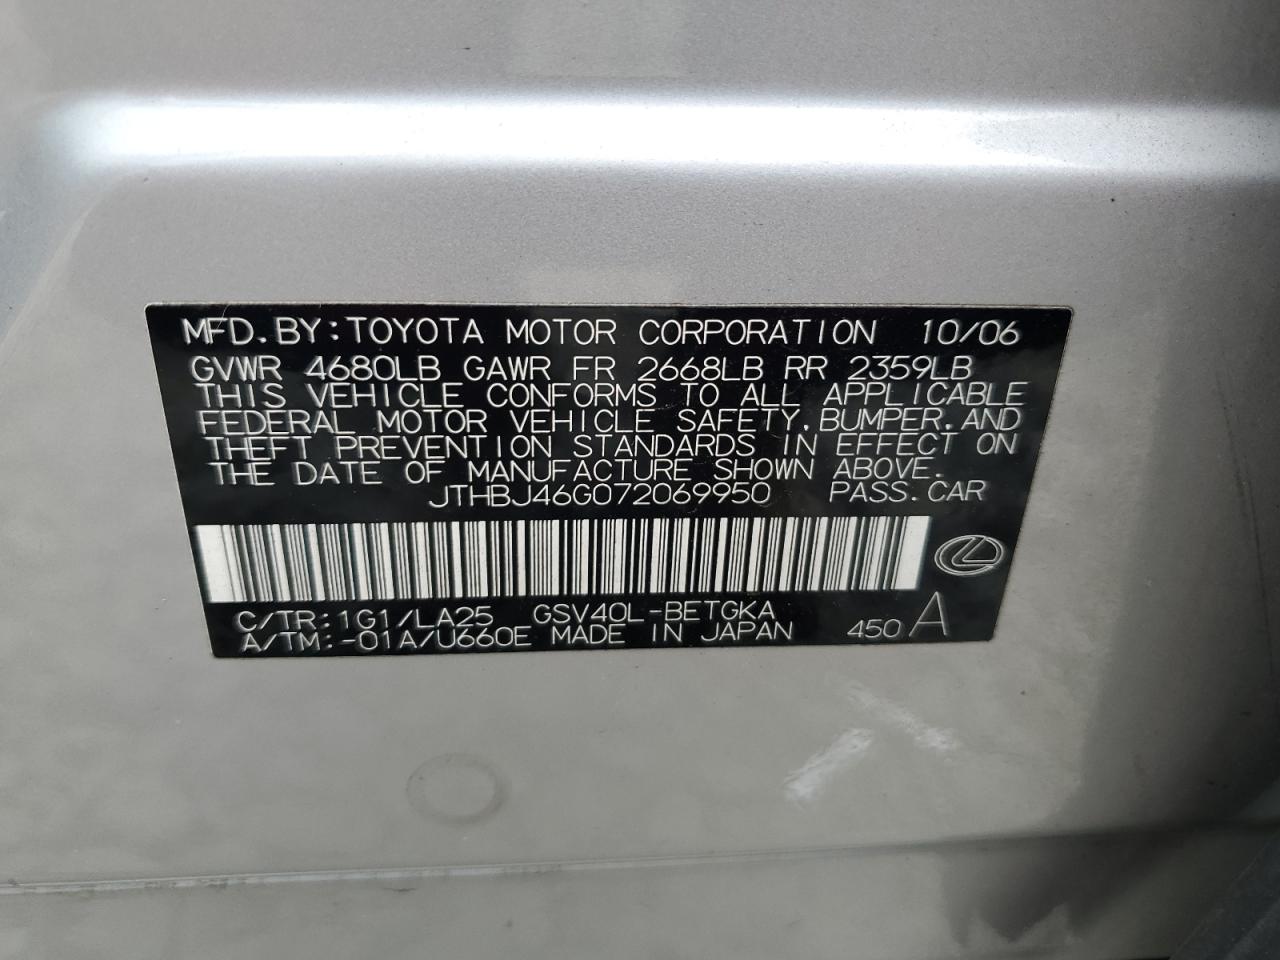 MFD.BY:TOYOTA MOTOR CORPORATION 10/06
GVWR 4680LB GAWR FR 2668LB RR 2359LB
THIS VEHICLE CONFORMS TO ALL APPLICABLE
FEDERAL MOTOR VEHICLE SAFETY,BUMPER,AND
THEFT PREVENTION STANDARDS IN EFFECT ON
THE DATE OF MANUFACTURE SHOWN ABOVE.
JTHBJ46G072069950 PASS.CAR
C/TR:1G1/LA25 GSV40L-BETGKA
A/TM:-01A/U660E MADE IN JAPAN 450 A